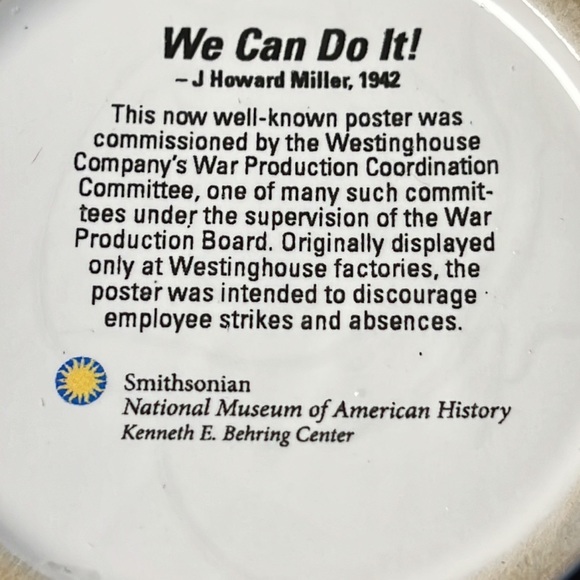 We Can Do It!
– J Howard Miller, 1942
This now well-known poster was
commissioned by the Westinghouse
Company's War Production Coordination
Committee, one of many such commit-
tees under the supervision of the War
Production Board. Originally displayed
only at Westinghouse factories, the
poster was intended to discourage
employee strikes and absences.
Smithsonian
National Museum of American History
Kenneth E. Behring Center